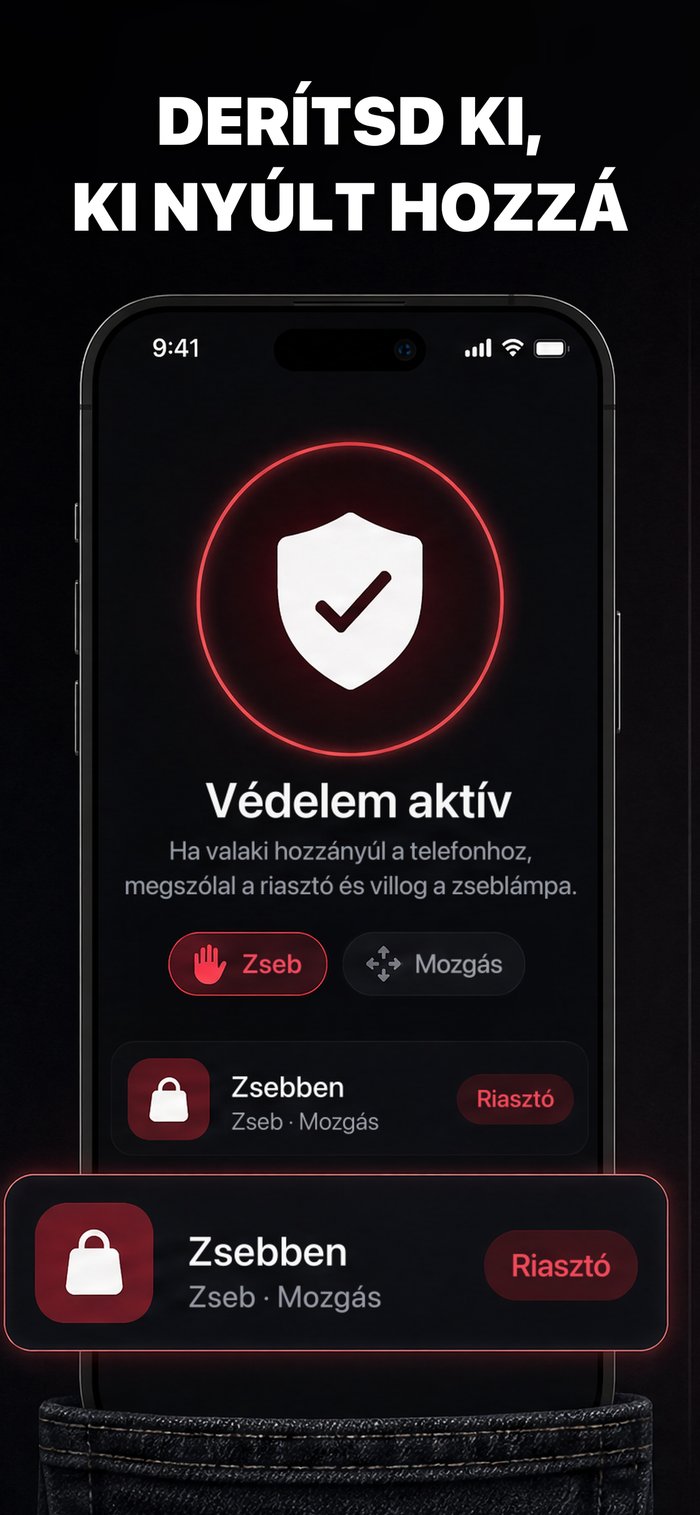 DERÍTSD KI,
KI NYÚLT HOZZÁ
9:41
Védelem aktív
Ha valaki hozzányúl a telefonhoz,
megszólal a riasztó és villog a zseblámpa.
Zseb
Mozgás
Zsebben
Zseb · Mozgás
Riasztó
Zsebben
Zseb · Mozgás
Riasztó